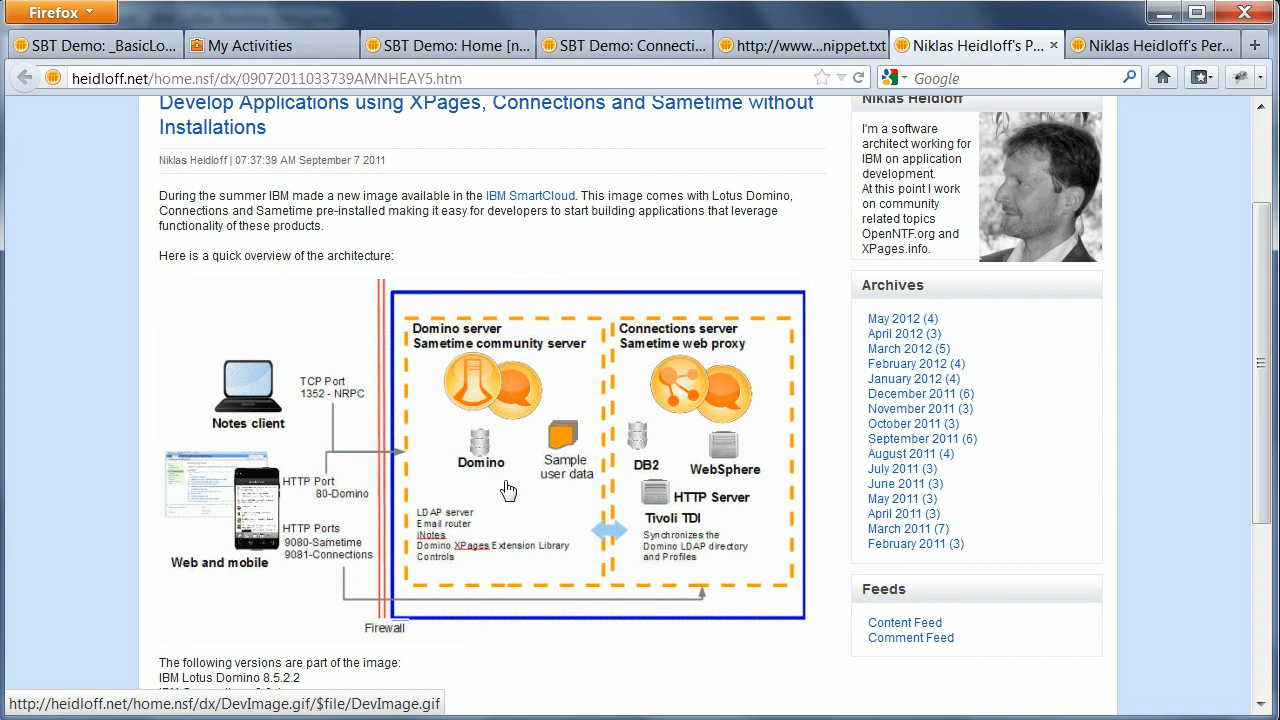 Firefox
SBT Demo: _BasicLo...
My Activities
SBT Demo: Home [n...
SBT Demo: Connecti...
http://www...nippet.txt
Niklas Heidloff's P...
Niklas Heidloff's Per...
heidloff.net/home.nsf/dx/09072011033739AMNHEAY5.htm
Google
Develop Applications using XPages, Connections and Sametime without
Installations
Niklas Heidloff | 07:37:39 AM September 7 2011
During the summer IBM made a new image available in the IBM SmartCloud. This image comes with Lotus Domino,
Connections and Sametime pre-installed making it easy for developers to start building applications that leverage
functionality of these products.
Here is a quick overview of the architecture:
Domino server
Sametime community server
Connections server
Sametime web proxy
TCP Port
1352 - NRPC
Notes client
Domino
Sample
user data
DB2
WebSphere
HTTP Port
80-Domino
HTTP Server
LDAP server
Email router
iNotes
Domino XPages Extension Library
Controls
Tivoli TDI
Synchronizes the
Domino LDAP directory
and Profiles
HTTP Ports
9080-Sametime
9081-Connections
Web and mobile
Firewall
The following versions are part of the image:
IBM Lotus Domino 8.5.2.2
http://heidloff.net/home.nsf/dx/DevImage.gif/$file/DevImage.gif
Niklas Heidloff
I'm a software
architect working for
IBM on application
development.
At this point I work
on community
related topics
OpenNTF.org and
XPages.info.
Archives
May 2012 (4)
April 2012 (3)
March 2012 (5)
February 2012 (4)
January 2012 (4)
December 2011 (6)
November 2011 (3)
October 2011 (3)
September 2011 (6)
August 2011 (4)
July 2011 (3)
June 2011 (3)
May 2011 (3)
April 2011 (3)
March 2011 (7)
February 2011 (3)
Feeds
Content Feed
Comment Feed